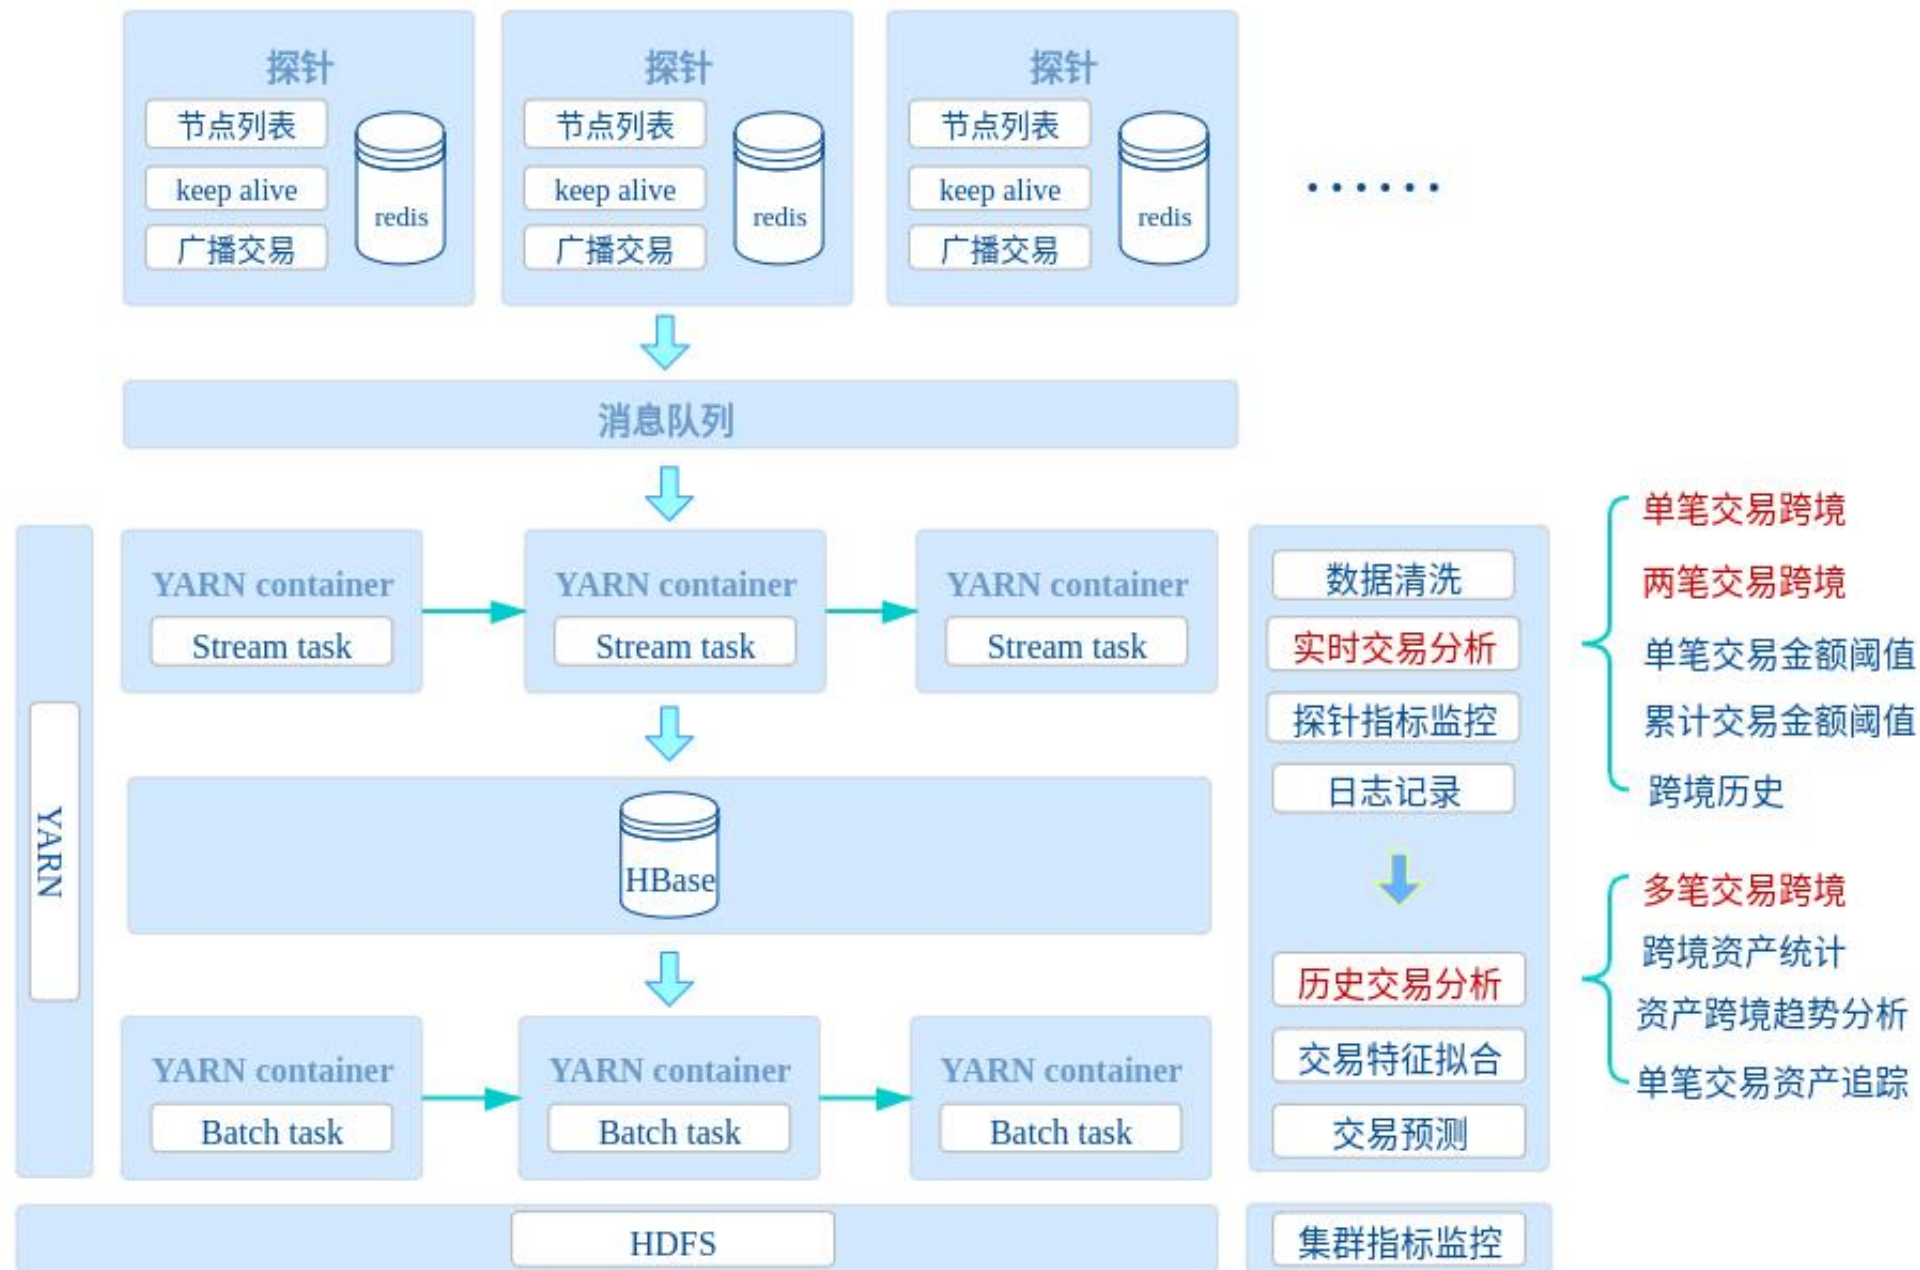 探针
节点列表
keep alive
广播交易
redis
探针
节点列表
keep alive
广播交易
redis
探针
节点列表
keep alive
广播交易
redis
······
消息队列
YARN
YARN container
Stream task
YARN container
Stream task
YARN container
Stream task
HBase
YARN container
Batch task
YARN container
Batch task
YARN container
Batch task
HDFS
数据清洗
实时交易分析
探针指标监控
日志记录
历史交易分析
交易特征拟合
交易预测
集群指标监控
单笔交易跨境
两笔交易跨境
单笔交易金额阈值
累计交易金额阈值
跨境历史
多笔交易跨境
跨境资产统计
资产跨境趋势分析
单笔交易资产追踪